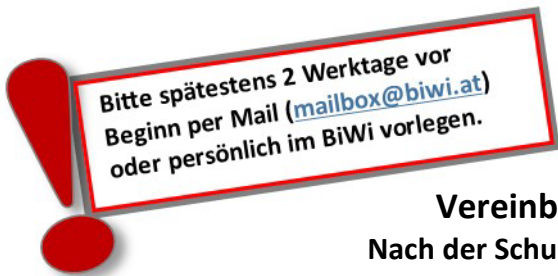 Bitte spätestens 2 Werktage vor
Beginn per Mail (mailbox@biwi.at)
oder persönlich im BiWi vorlegen.
Vereinb
Nach der Schu